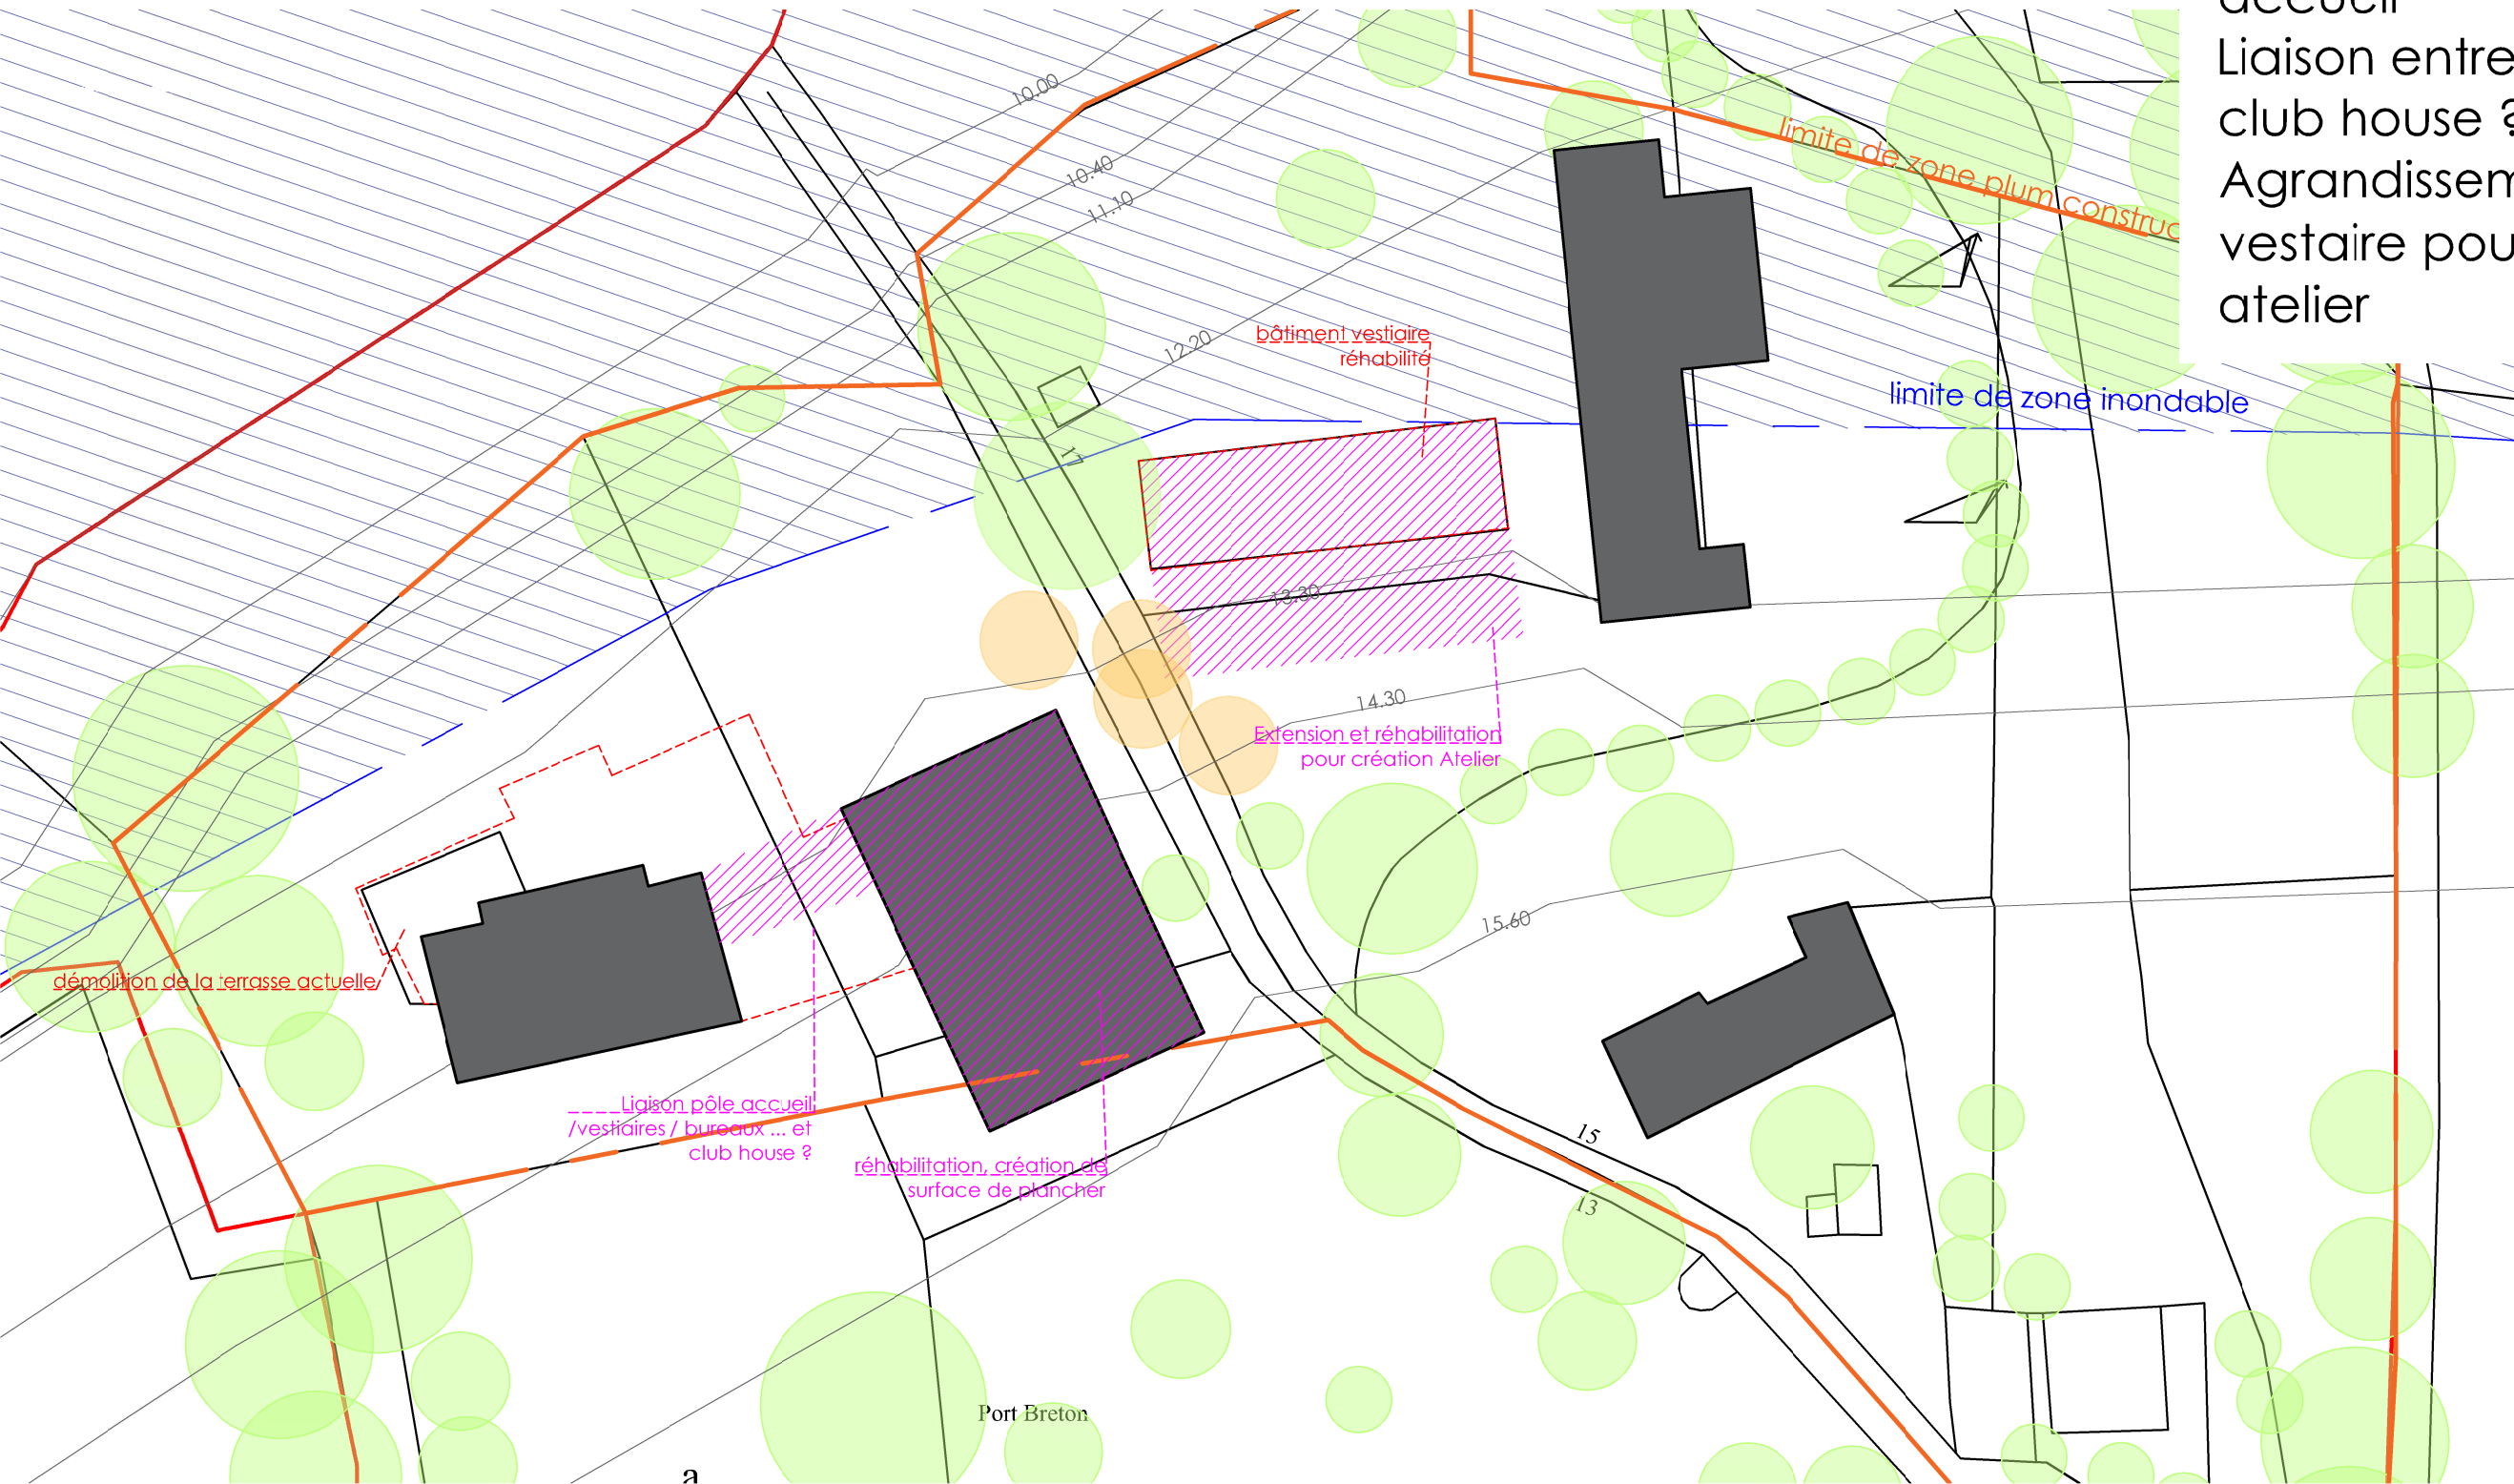 accueil
Liaison entre
club house ?
Agrandissem
vestaire pou
atelier
10.00
limite de zone plum construc
10.40
11.10
bâtiment vestiaire
réhabilité
12.20
limite de zone inondable
17
13.30
14.30
Extension et réhabilitation
pour création Atelier
15.60
démolition de la terrasse actuelle
Liaison pôle accueil
/vestiaires / bureaux ... et
club house ?
réhabilitation, création de
surface de plancher
15
13
Port Breton
a